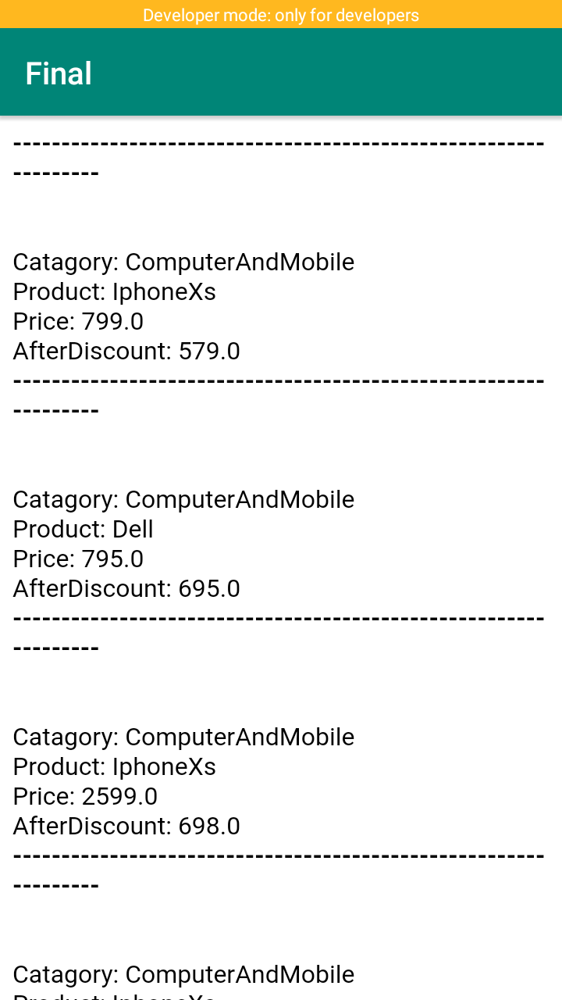 Developer mode: only for developers
Final
-------------------------------------------------------
---------
Catagory: ComputerAndMobile
Product: IphoneXs
Price: 799.0
AfterDiscount: 579.0
-------------------------------------------------------
---------
Catagory: ComputerAndMobile
Product: Dell
Price: 795.0
AfterDiscount: 695.0
-------------------------------------------------------
---------
Catagory: ComputerAndMobile
Product: IphoneXs
Price: 2599.0
AfterDiscount: 698.0
-------------------------------------------------------
---------
Catagory: ComputerAndMobile
Product: IphoneXs